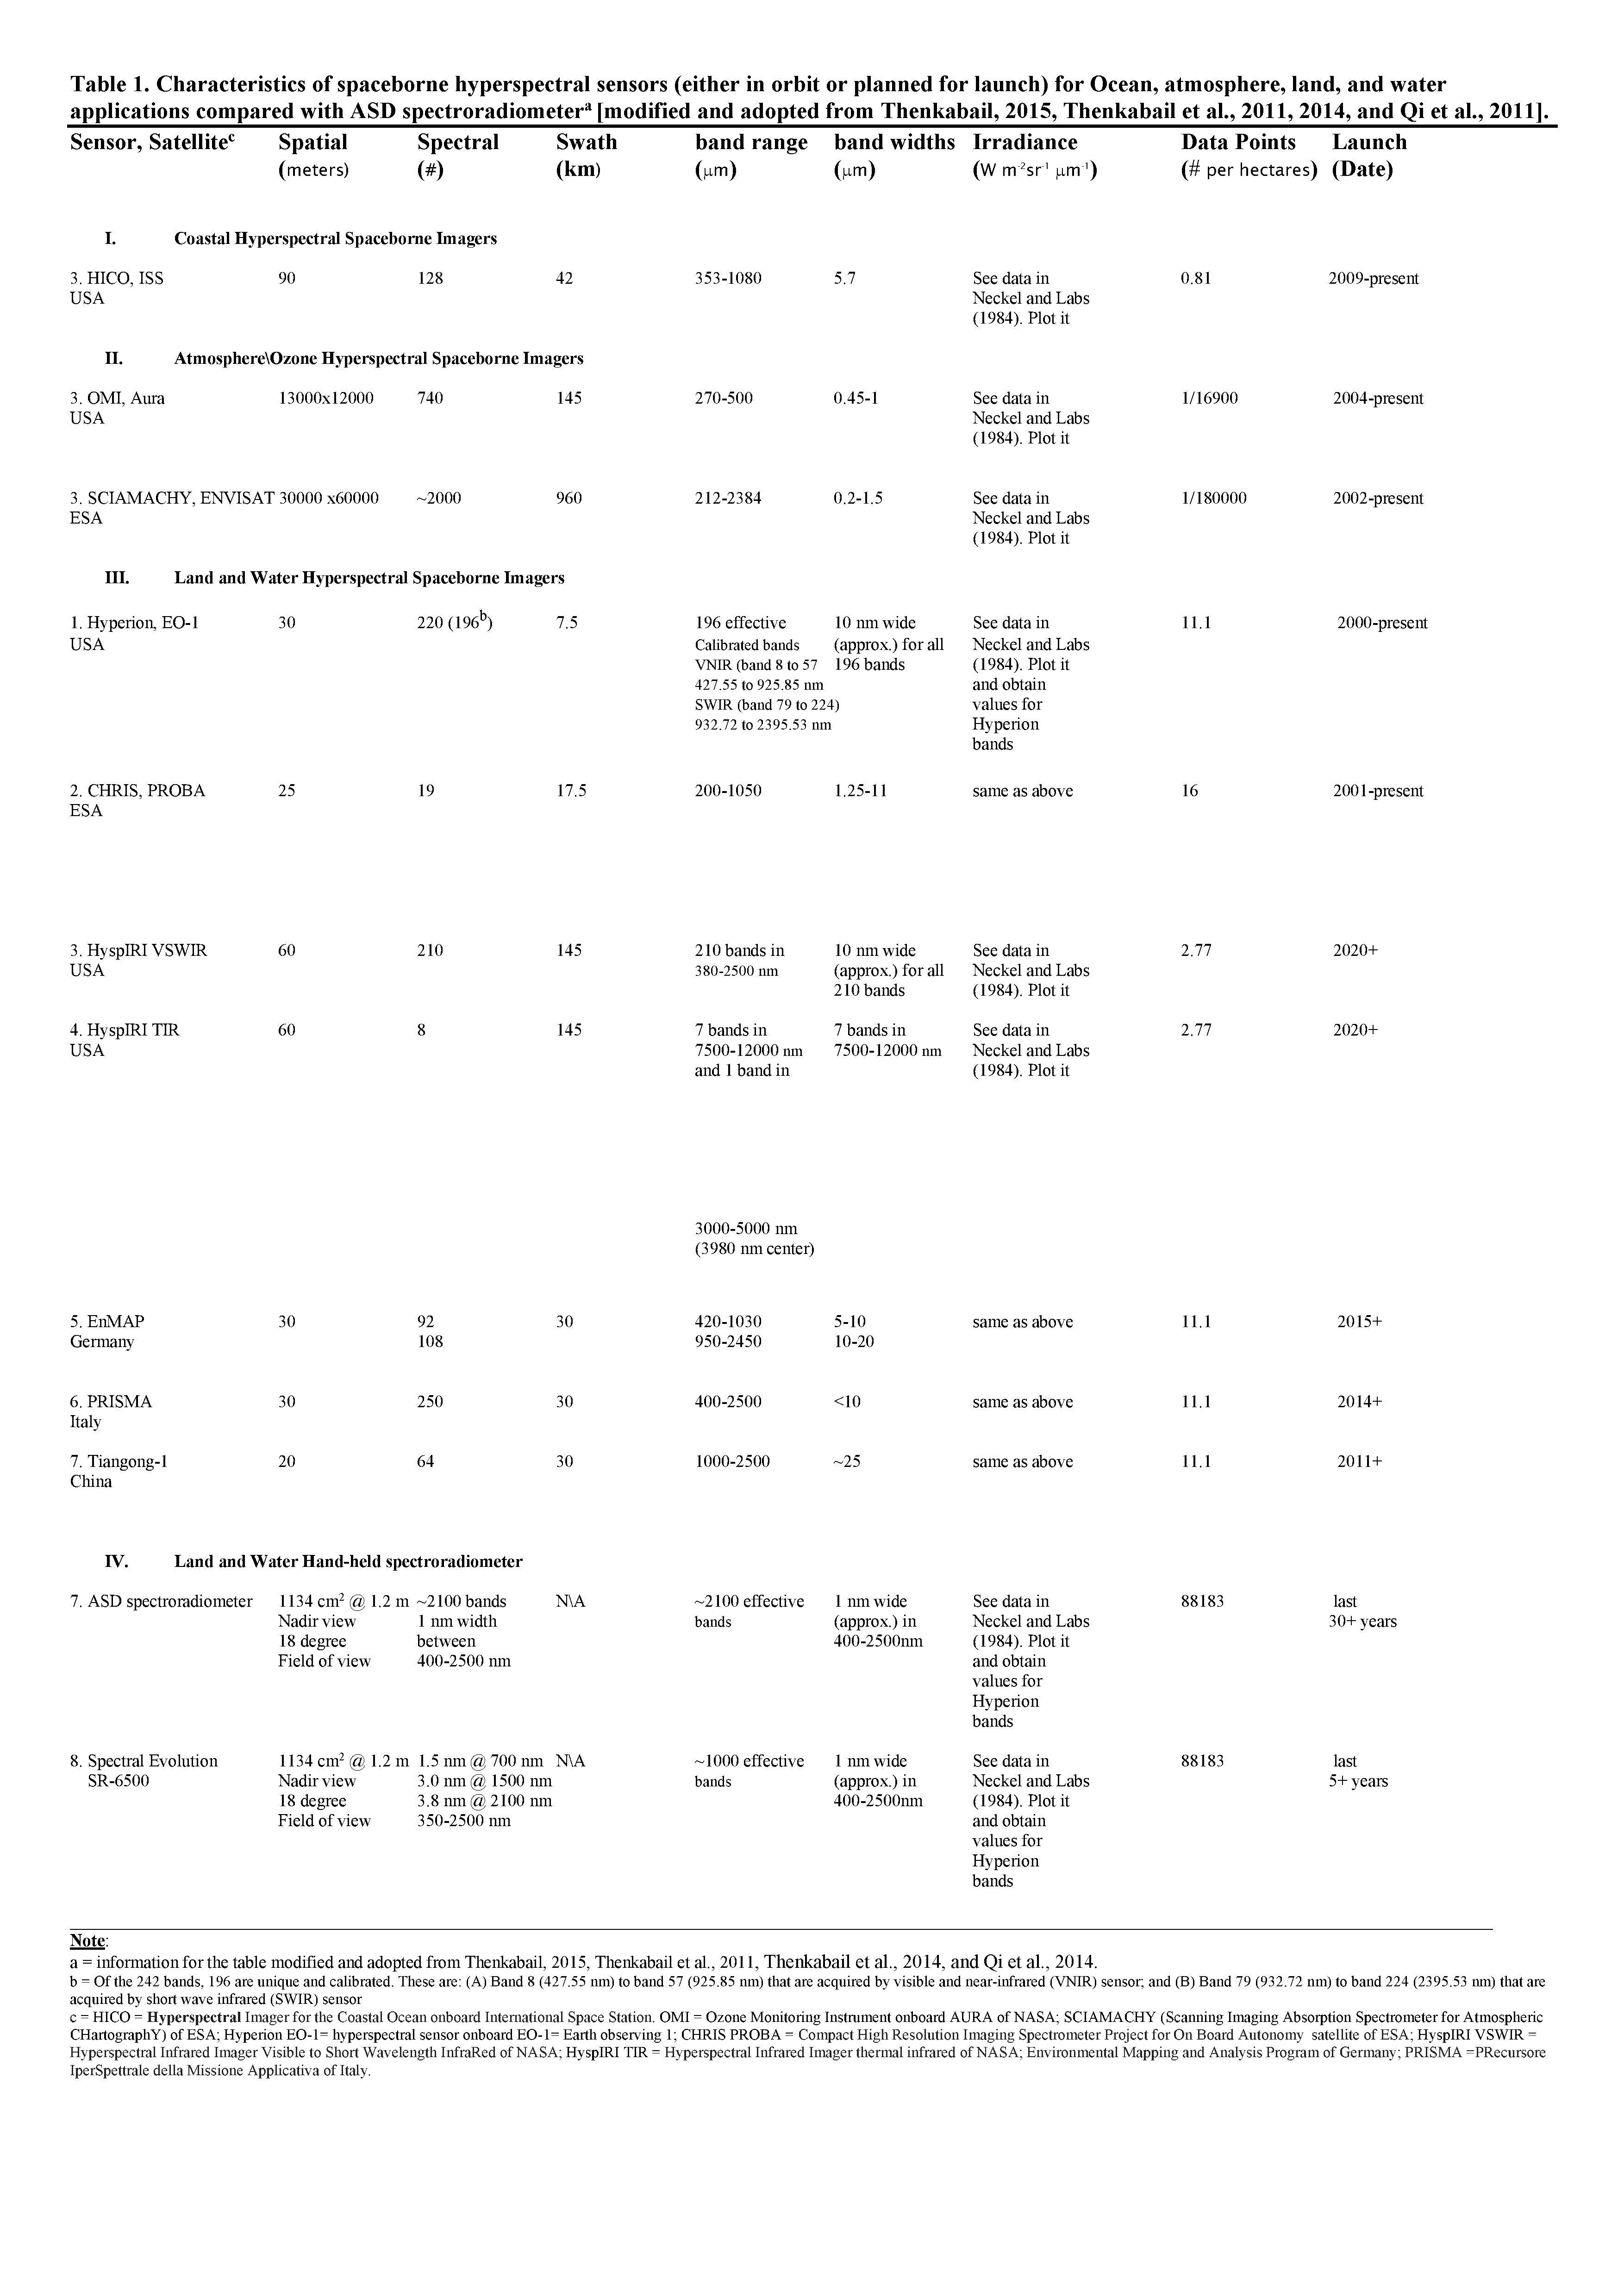 Table 1. Characteristics of spaceborne hyperspectral sensors (either in orbit or planned for launch) for Ocean, atmosphere, land, and water
applications compared with ASD spectroradiometerᵃ [modified and adopted from Thenkabail, 2015, Thenkabail et al., 2011, 2014, and Qi et al., 2011].
Sensor, Satelliteᶜ Spatial Spectral Swath band range band widths Irradiance Data Points Launch
(meters) (#) (km) (μm) (μm) (W m⁻²sr⁻¹ μm⁻¹) (# per hectares) (Date)
I. Coastal Hyperspectral Spaceborne Imagers
3. HICO, ISS 90 128 42 353-1080 5.7 See data in 0.81 2009-present
USA Neckel and Labs
(1984). Plot it
II. Atmosphere\Ozone Hyperspectral Spaceborne Imagers
3. OMI, Aura 13000x12000 740 145 270-500 0.45-1 See data in 1/16900 2004-present
USA Neckel and Labs
(1984). Plot it
3. SCIAMACHY, ENVISAT 30000 x60000 ~2000 960 212-2384 0.2-1.5 See data in 1/180000 2002-present
ESA Neckel and Labs
(1984). Plot it
III. Land and Water Hyperspectral Spaceborne Imagers
1. Hyperion, EO-1 30 220 (196ᵇ) 7.5 196 effective 10 nm wide See data in 11.1 2000-present
USA Calibrated bands (approx.) for all Neckel and Labs
VNIR (band 8 to 57 196 bands (1984). Plot it
427.55 to 925.85 nm and obtain
SWIR (band 79 to 224) values for
932.72 to 2395.53 nm Hyperion
bands
2. CHRIS, PROBA 25 19 17.5 200-1050 1.25-11 same as above 16 2001-present
ESA
3. HyspIRI VSWIR 60 210 145 210 bands in 10 nm wide See data in 2.77 2020+
USA 380-2500 nm (approx.) for all Neckel and Labs
210 bands (1984). Plot it
4. HyspIRI TIR 60 8 145 7 bands in 7 bands in See data in 2.77 2020+
USA 7500-12000 nm 7500-12000 nm Neckel and Labs
and 1 band in (1984). Plot it
3000-5000 nm
(3980 nm center)
5. EnMAP 30 92 30 420-1030 5-10 same as above 11.1 2015+
Germany 108 950-2450 10-20
6. PRISMA 30 250 30 400-2500 <10 same as above 11.1 2014+
Italy
7. Tiangong-1 20 64 30 1000-2500 ~25 same as above 11.1 2011+
China
IV. Land and Water Hand-held spectroradiometer
7. ASD spectroradiometer 1134 cm² @ 1.2 m ~2100 bands N\A ~2100 effective 1 nm wide See data in 88183 last
Nadir view 1 nm width bands (approx.) in Neckel and Labs 30+ years
18 degree between 400-2500nm (1984). Plot it
Field of view 400-2500 nm and obtain
values for
Hyperion
bands
8. Spectral Evolution 1134 cm² @ 1.2 m 1.5 nm @ 700 nm N\A ~1000 effective 1 nm wide See data in 88183 last
SR-6500 Nadir view 3.0 nm @ 1500 nm bands (approx.) in Neckel and Labs 5+ years
18 degree 3.8 nm @ 2100 nm 400-2500nm (1984). Plot it
Field of view 350-2500 nm and obtain
values for
Hyperion
bands
Note:
a = information for the table modified and adopted from Thenkabail, 2015, Thenkabail et al., 2011, Thenkabail et al., 2014, and Qi et al., 2014.
b = Of the 242 bands, 196 are unique and calibrated. These are: (A) Band 8 (427.55 nm) to band 57 (925.85 nm) that are acquired by visible and near-infrared (VNIR) sensor; and (B) Band 79 (932.72 nm) to band 224 (2395.53 nm) that are
acquired by short wave infrared (SWIR) sensor
c = HICO = Hyperspectral Imager for the Coastal Ocean onboard International Space Station. OMI = Ozone Monitoring Instrument onboard AURA of NASA; SCIAMACHY (Scanning Imaging Absorption Spectrometer for Atmospheric
CHartographY) of ESA; Hyperion EO-1= hyperspectral sensor onboard EO-1= Earth observing 1; CHRIS PROBA = Compact High Resolution Imaging Spectrometer Project for On Board Autonomy satellite of ESA; HyspIRI VSWIR =
Hyperspectral Infrared Imager Visible to Short Wavelength InfraRed of NASA; HyspIRI TIR = Hyperspectral Infrared Imager thermal infrared of NASA; Environmental Mapping and Analysis Program of Germany; PRISMA =PRecursore
IperSpettrale della Missione Applicativa of Italy.